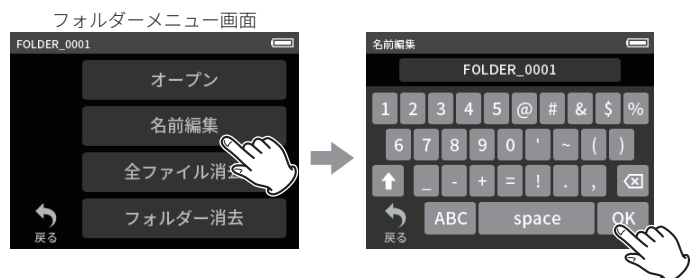 フォルダーメニュー画面
FOLDER_0001
オープン
名前編集
全ファイル消去
フォルダー消去
戻る
名前編集
FOLDER_0001
1 2 3 4 5 @ # & $ %
6 7 8 9 0 ' ~ ( )
_ - + = ! . ,
戻る ABC space OK